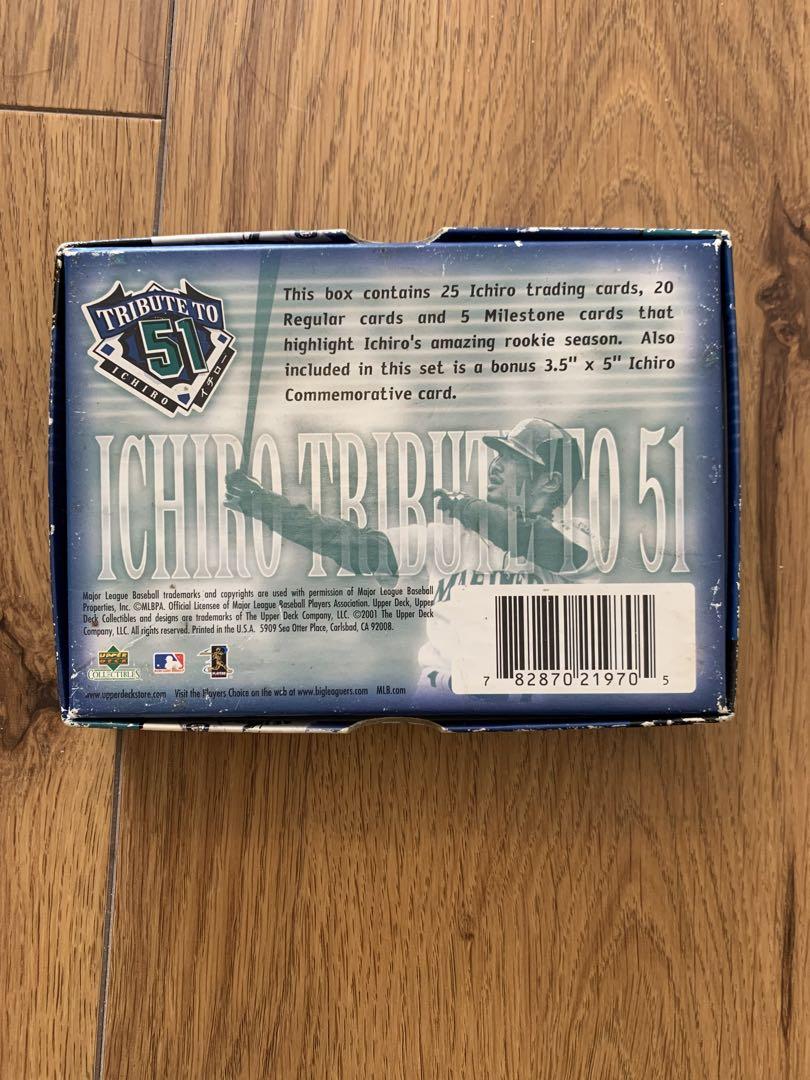 TRIBUTE TO
51
ICHIRO
イチロー
This box contains 25 Ichiro trading cards, 20
Regular cards and 5 Milestone cards that
highlight Ichiro's amazing rookie season. Also
included in this set is a bonus 3.5" x 5" Ichiro
Commemorative card.
ICHIRO TRIBUTE TO 51
MARINERS
Major League Baseball trademarks and copyrights are used with permission of Major League Baseball
Properties, Inc. ©MLBPA. Official Licensee of Major League Baseball Players Association. Upper Deck, Upper
Deck Collectibles and designs are trademarks of The Upper Deck Company, LLC. ©2001 The Upper Deck
Company, LLC. All rights reserved. Printed in the U.S.A. 5909 Sea Otter Place, Carlsbad, CA 92008.
UPPER
DECK
COLLECTIBLES
www.upperdeckstore.com Visit the Players Choice on the web at www.bigleaguers.com MLB.com
7 82870 21970 5